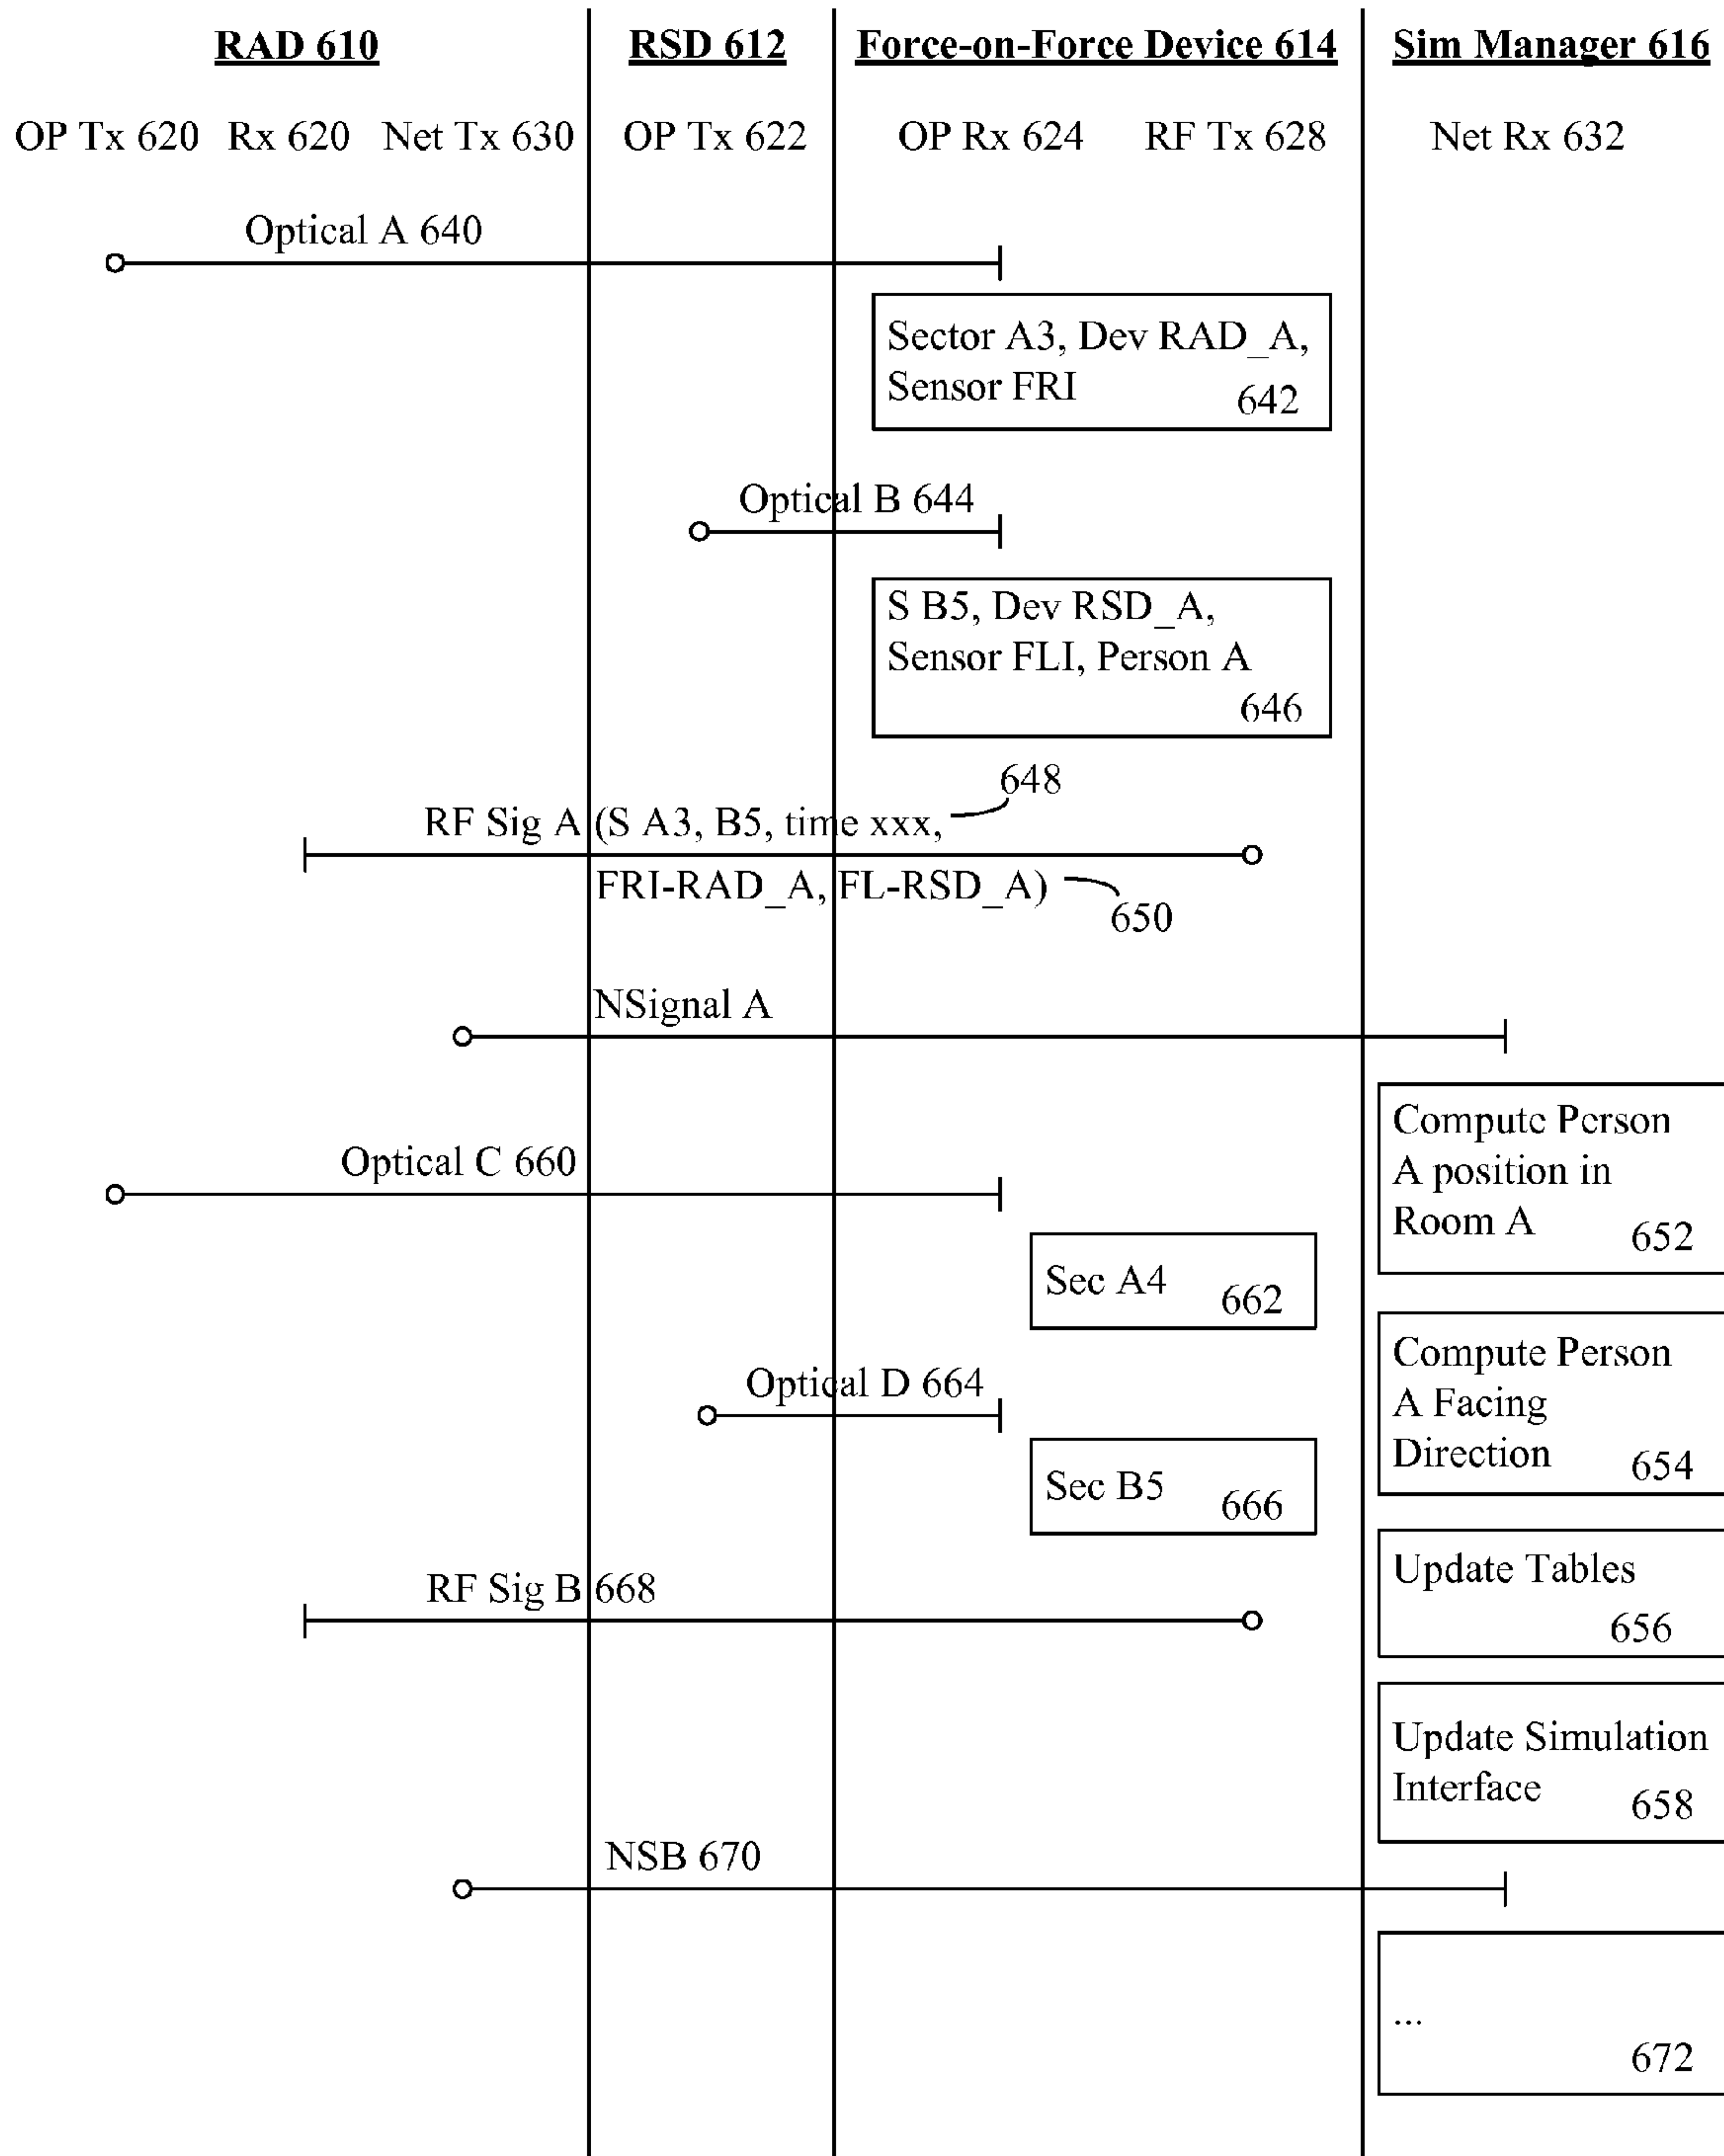 RAD 610 RSD 612 Force-on-Force Device 614 Sim Manager 616
OP Tx 620 Rx 620 Net Tx 630 OP Tx 622 OP Rx 624 RF Tx 628 Net Rx 632
Optical A 640
Sector A3, Dev RAD_A,
Sensor FRI 642
Optical B 644
S B5, Dev RSD_A,
Sensor FLI, Person A
646
648
RF Sig A (S A3, B5, time xxx,
FRI-RAD_A, FL-RSD_A)
650
NSignal A
Compute Person
A position in
Room A 652
Optical C 660
Sec A4 662
Compute Person
A Facing
Direction 654
Optical D 664
Sec B5 666
Update Tables
656
RF Sig B 668
Update Simulation
Interface 658
NSB 670
...
672